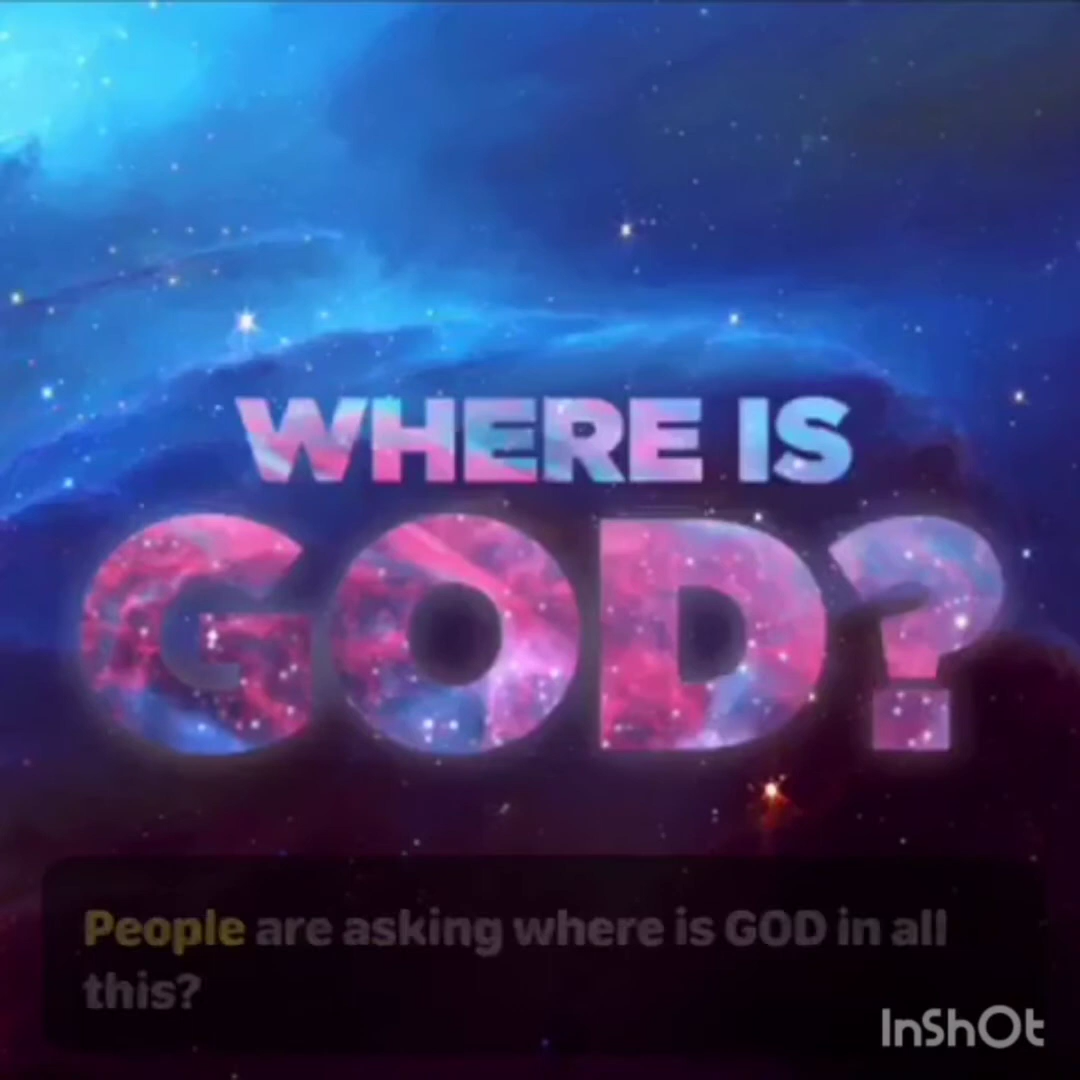 WHERE IS
GOD?
People are asking where is GOD in all
this?
InShOt